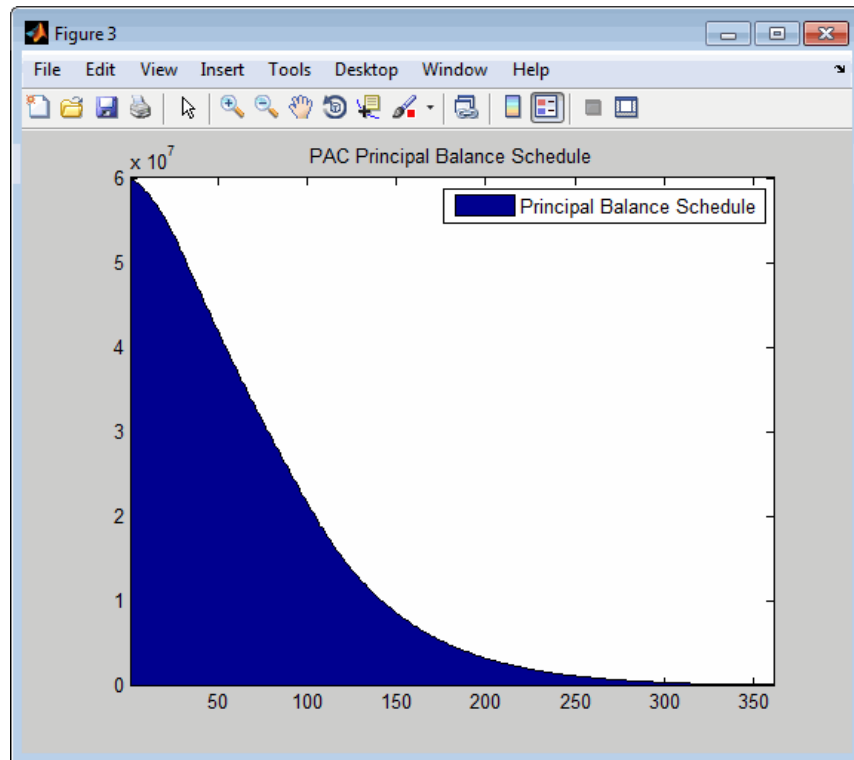 Figure 3
File Edit View Insert Tools Desktop Window Help
x 10^7
PAC Principal Balance Schedule
Principal Balance Schedule
6
5
4
3
2
1
0
50 100 150 200 250 300 350